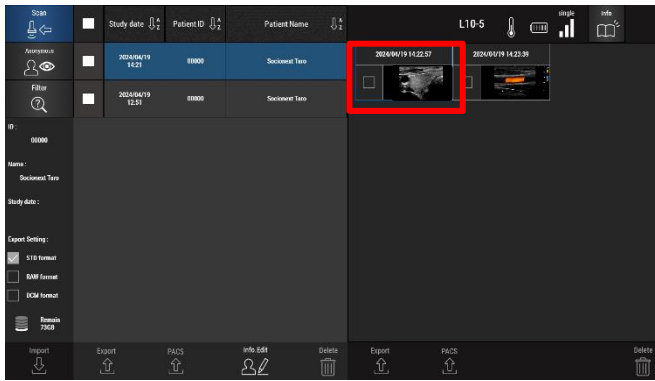 Scan
Study date
Patient ID
Patient Name
L10-5
single
Info
Anonymous
2024/04/19
14:21
00000
Socionext Taro
2024/04/19 14:22:57
2024/04/19 14:23:39
Filter
2024/04/19
12:51
00000
Socionext Taro
ID :
00000
Name :
Socionext Taro
Study date :
Export Setting :
STD format
RAW format
DCM format
Remain
73GB
Import
Export
PACS
Info.Edit
Delete
Export
PACS
Delete